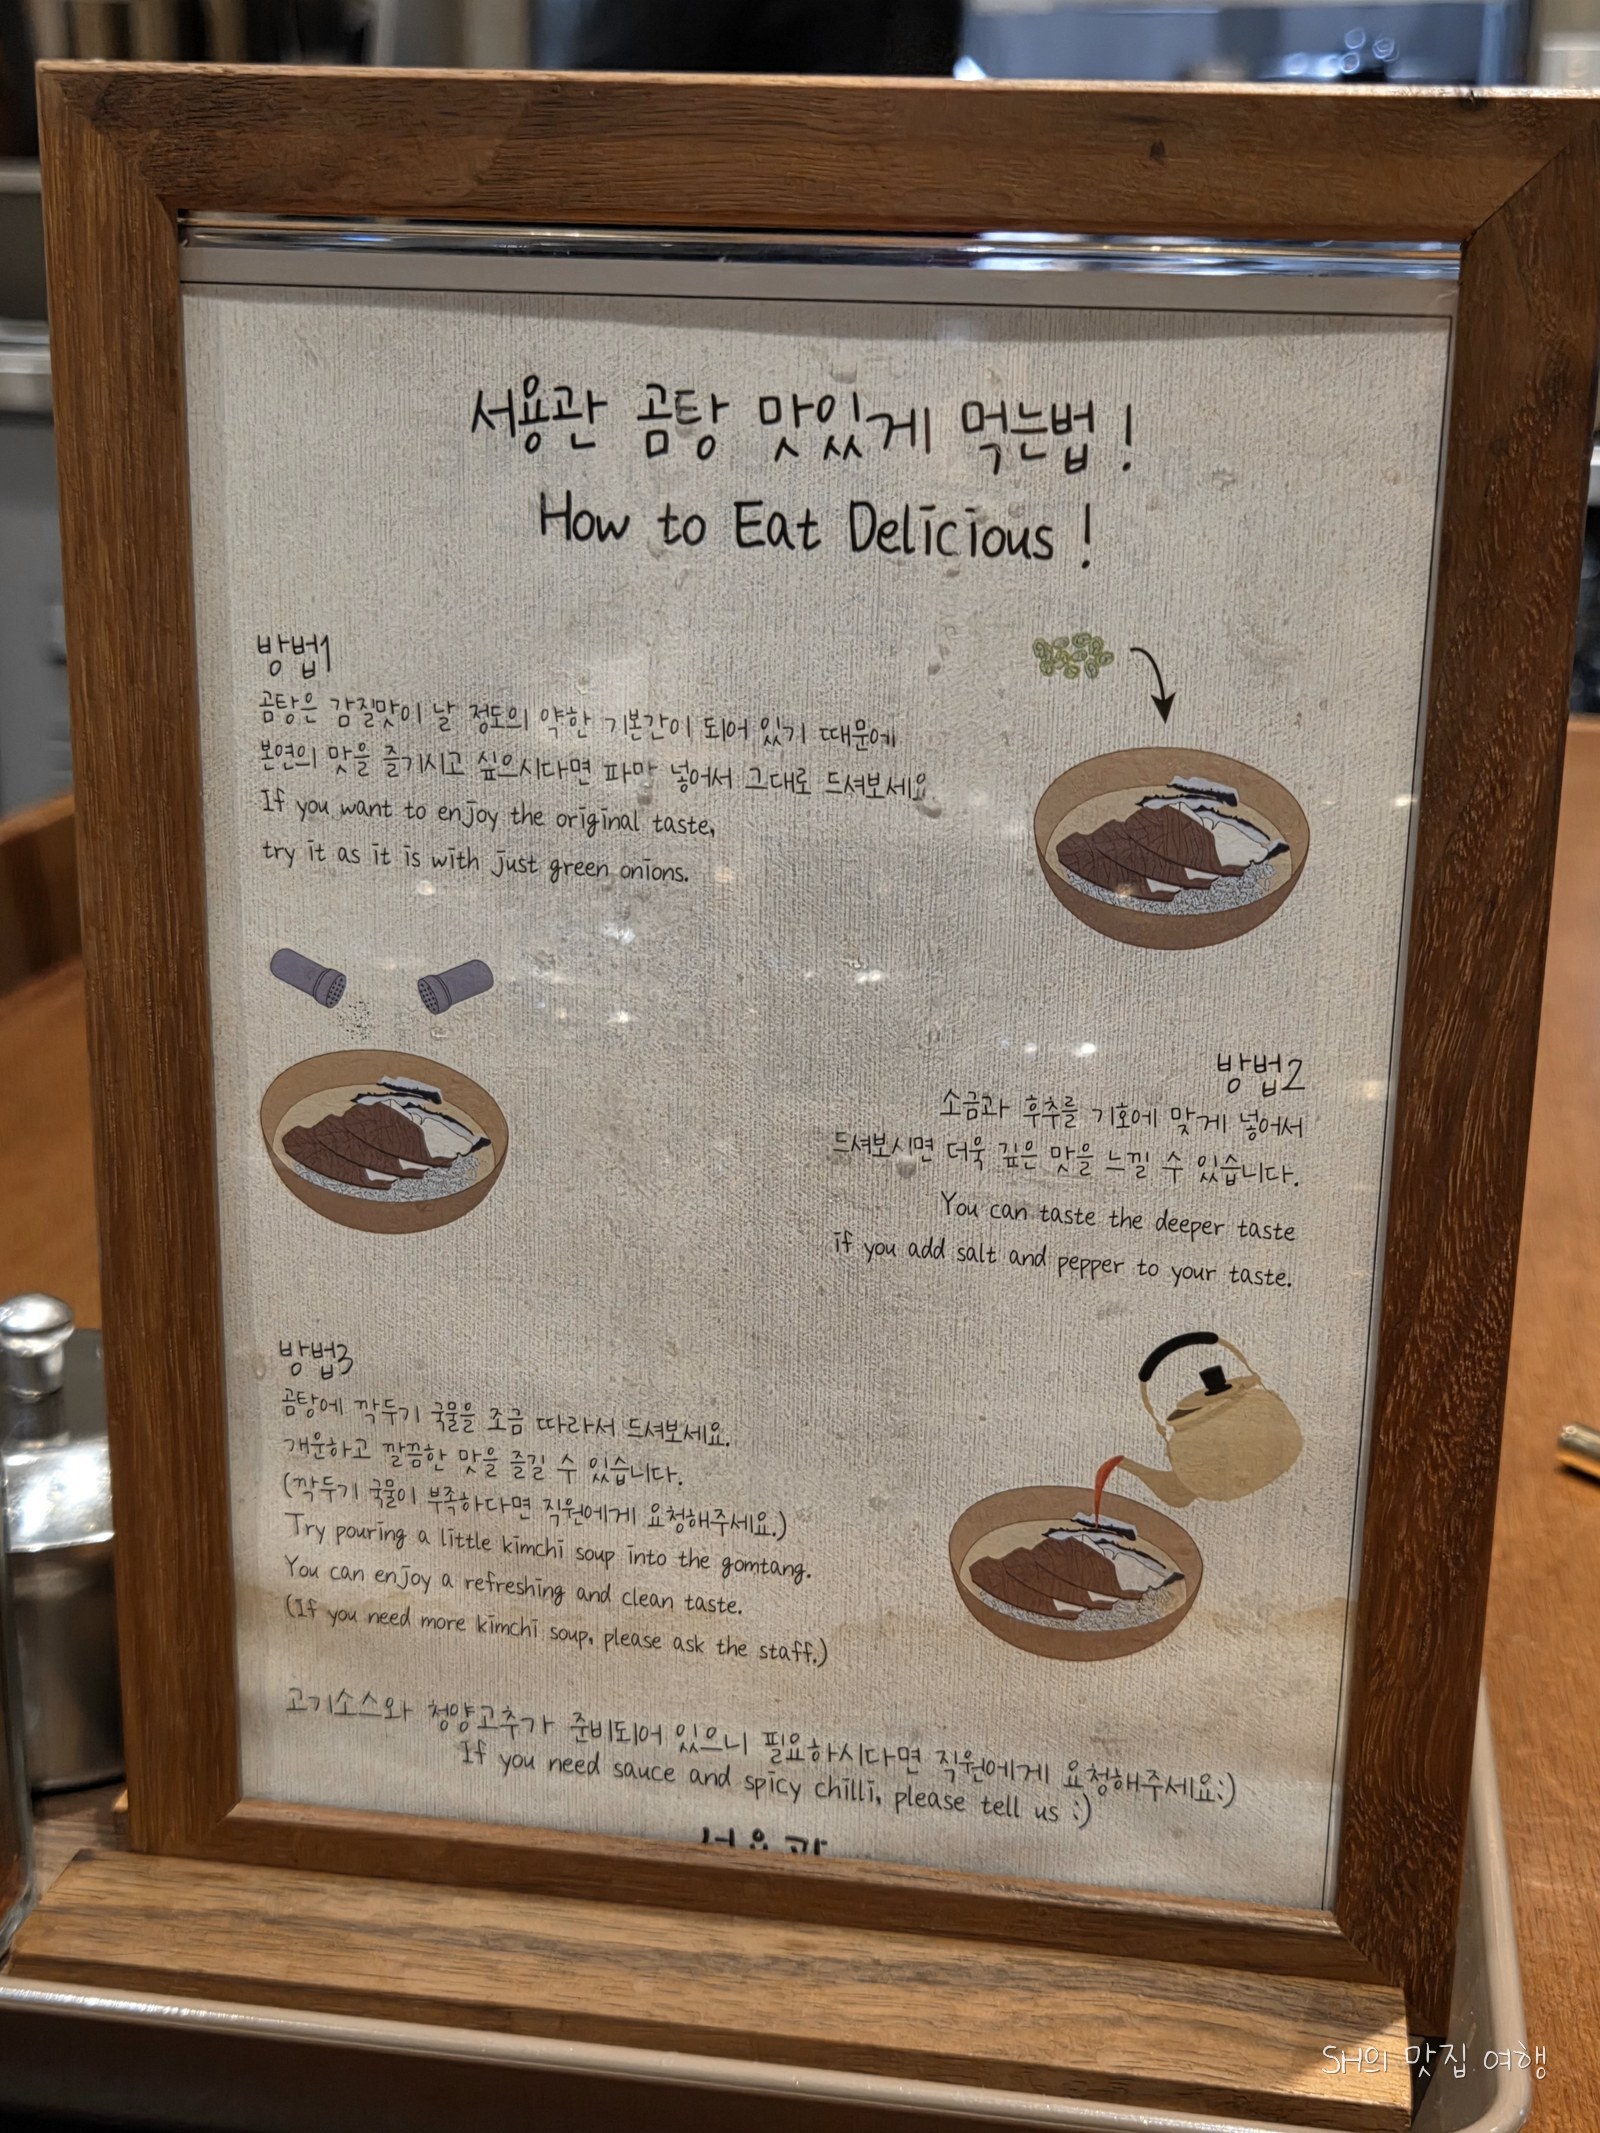 서용관 곰탕 맛있게 먹는법!
How to Eat Delicious!
방법1
곰탕은 감질맛이 날 정도의 약한 기본간이 되어 있기 때문에
본연의 맛을 즐기시고 싶으시다면 파만 넣어서 그대로 드셔보세요
If you want to enjoy the original taste,
try it as it is with just green onions.
방법2
소금과 후추를 기호에 맞게 넣어서
드셔보시면 더욱 깊은 맛을 느낄 수 있습니다.
You can taste the deeper taste
if you add salt and pepper to your taste.
방법3
곰탕에 깍두기 국물을 조금 따라서 드셔보세요.
개운하고 깔끔한 맛을 즐길 수 있습니다.
(깍두기 국물이 부족하다면 직원에게 요청해주세요.)
Try pouring a little kimchi soup into the gomtang.
You can enjoy a refreshing and clean taste.
(If you need more kimchi soup, please ask the staff.)
고기소스와 청양고추가 준비되어 있으니 필요하시다면 직원에게 요청해주세요:)
If you need sauce and spicy chilli, please tell us :)
서용관
SH의 맛집 여행